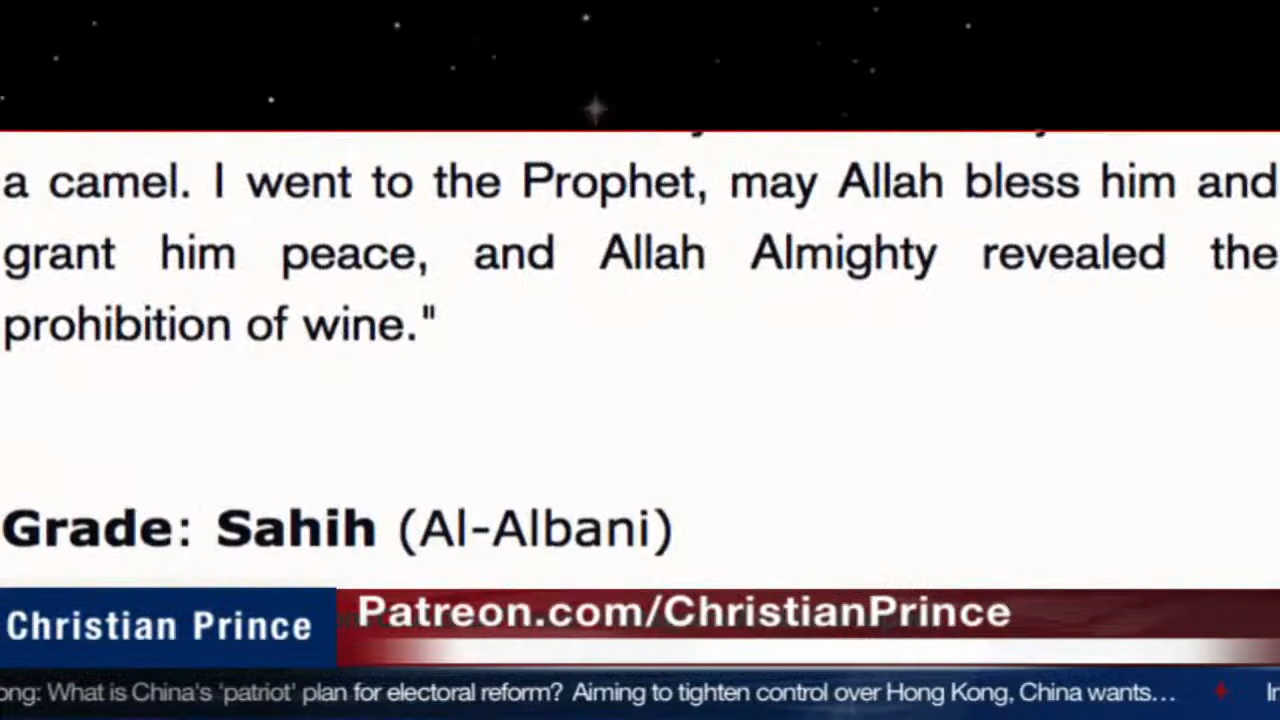 a camel. I went to the Prophet, may Allah bless him and
grant him peace, and Allah Almighty revealed the
prohibition of wine."
Grade: Sahih (Al-Albani)
Christian Prince
Patreon.com/ChristianPrince
ong: What is China's 'patriot' plan for electoral reform? Aiming to tighten control over Hong Kong, China wants...